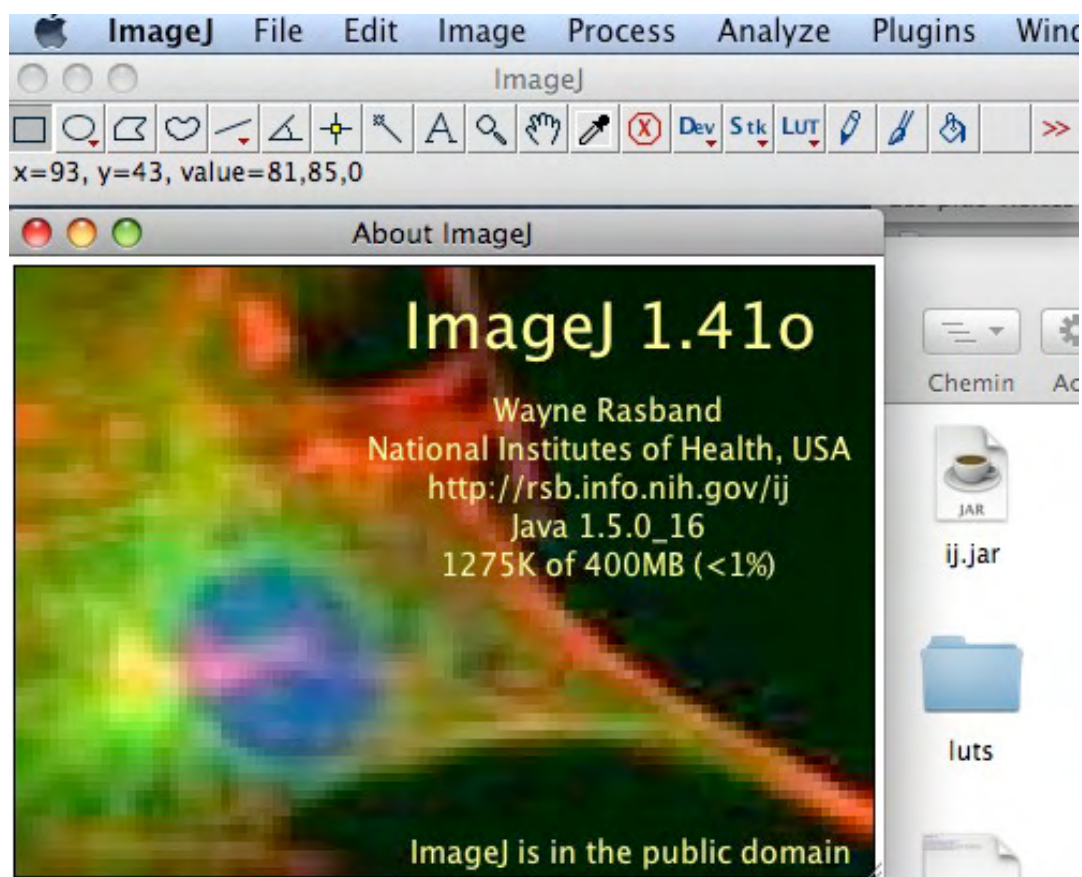 ImageJ File Edit Image Process Analyze Plugins Wind
ImageJ
A X Dev Stk LUT >>
x=93, y=43, value=81,85,0
About ImageJ
ImageJ 1.41o
Wayne Rasband
National Institutes of Health, USA
http://rsb.info.nih.gov/ij
Java 1.5.0_16
1275K of 400MB (<1%)
ImageJ is in the public domain
Chemin Ac
JAR
ij.jar
luts